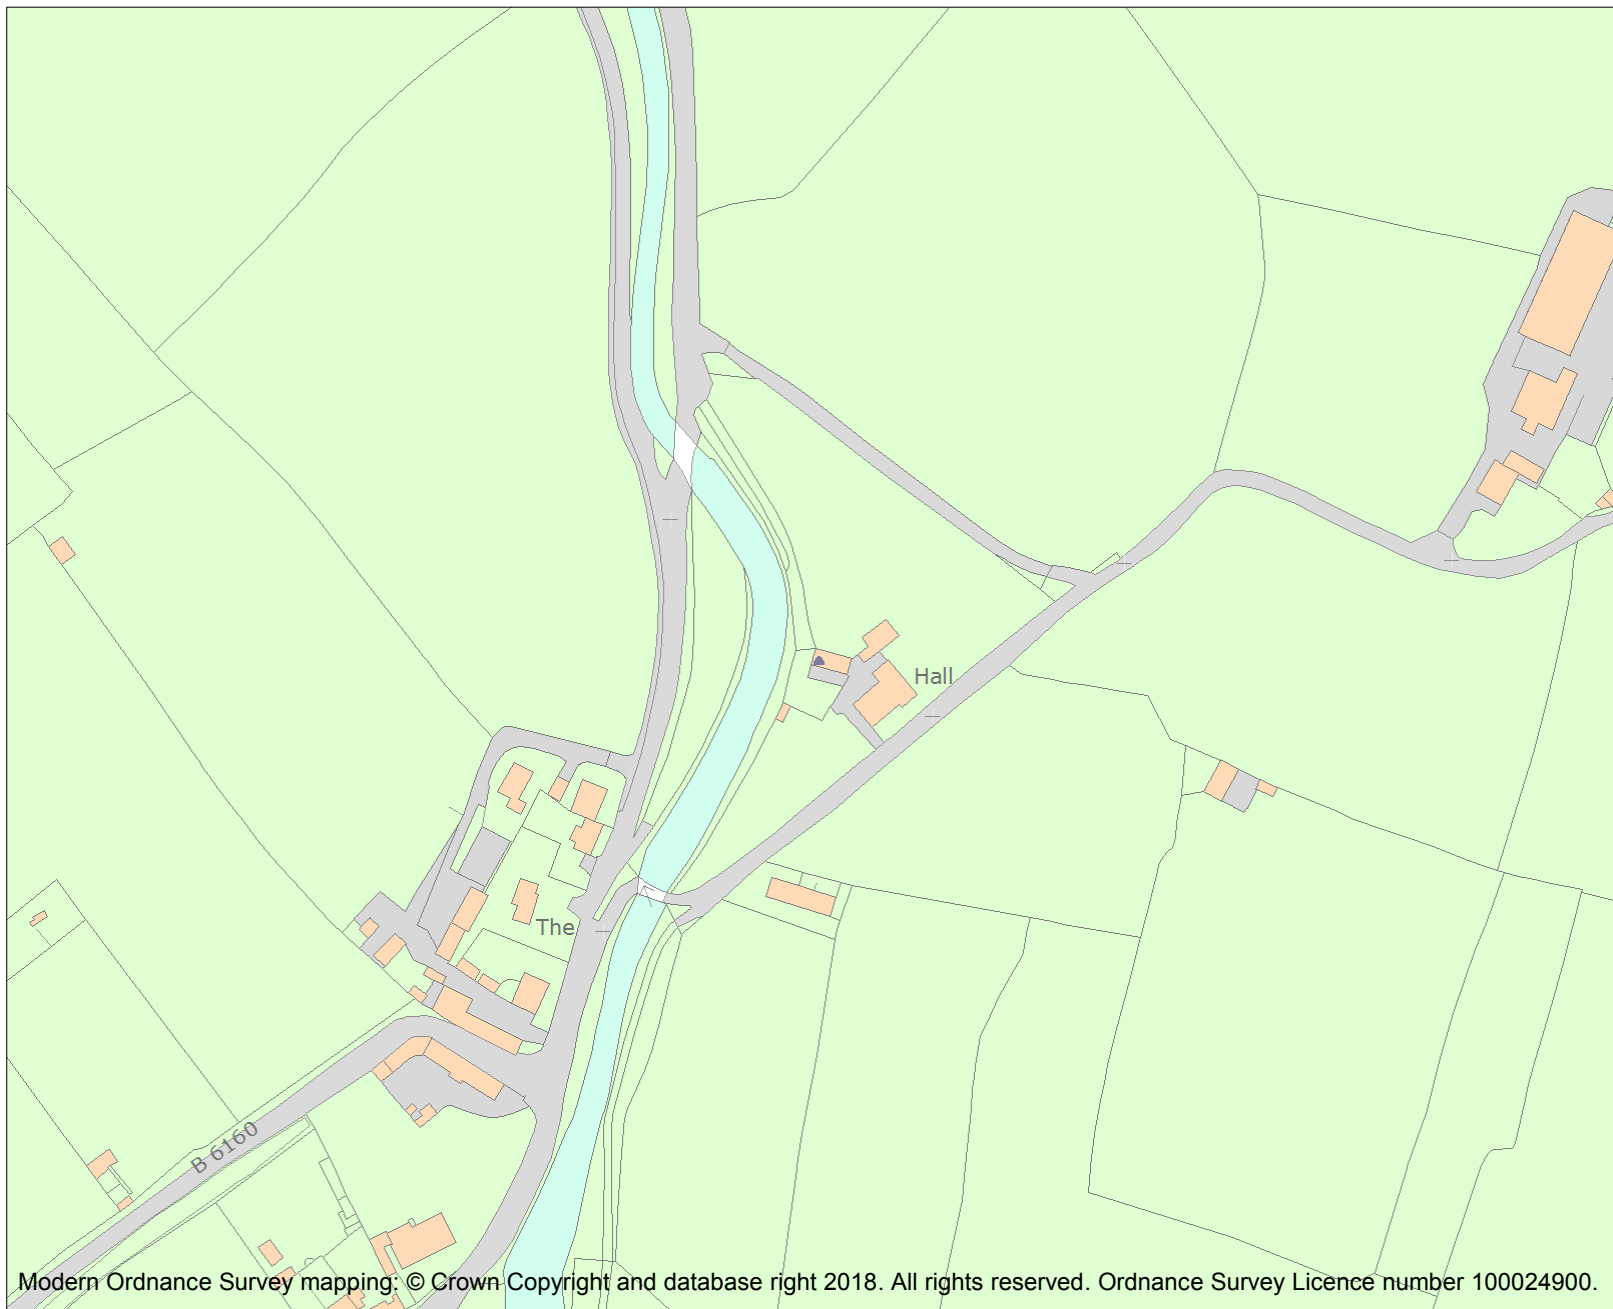 Hall
The
B 6160
Modern Ordnance Survey mapping: © Crown Copyright and database right 2018. All rights reserved. Ordnance Survey Licence number 100024900.